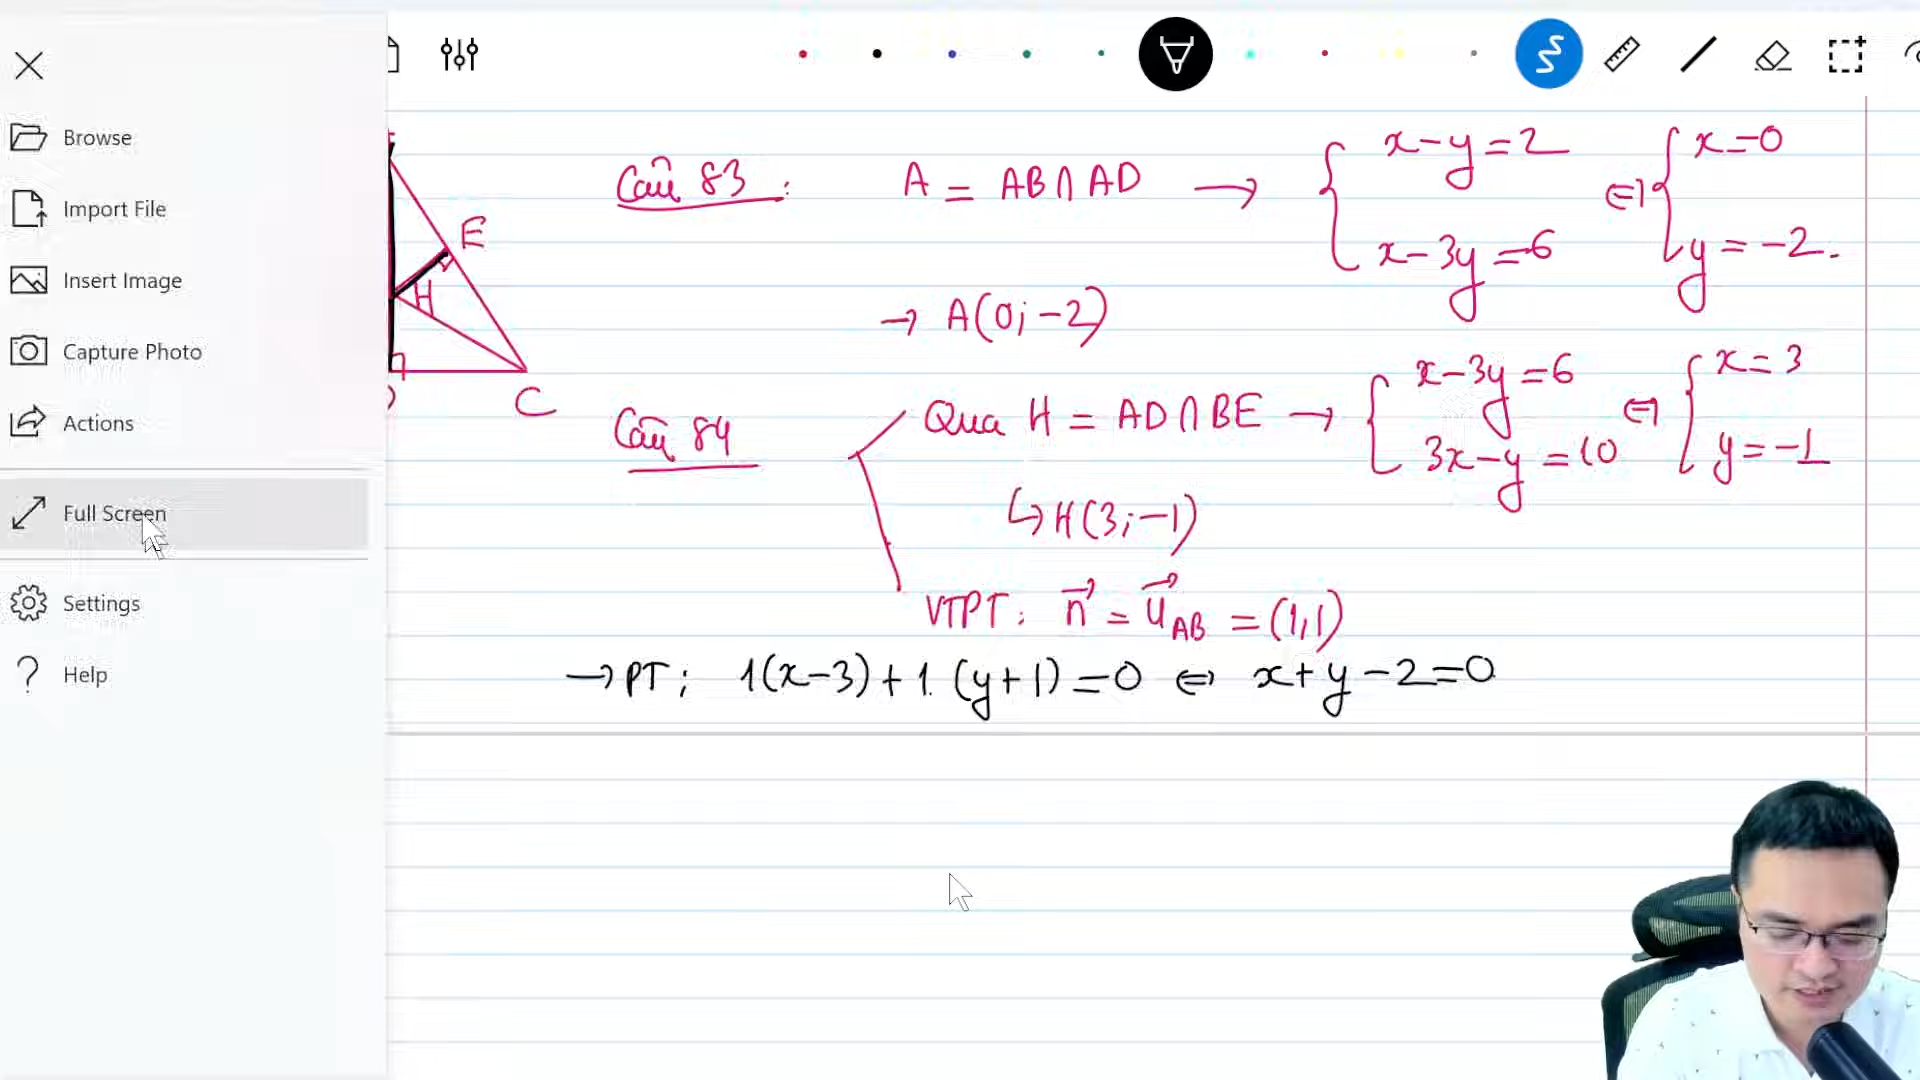 Browse
Import File
Insert Image
Capture Photo
Actions
Full Screen
Settings
Help
E
H
C
Câu 83 : A = AB∩AD → { x-y=2 ⇔ { x=0
x-3y=6 y=-2.
→ A(0;-2)
Câu 84 Qua H = AD∩BE → { x-3y=6 ⇔ { x=3
3x-y=10 y=-1
↳ H(3;-1)
VTPT: n→ = u→AB = (1,1)
→ PT: 1(x-3)+1.(y+1)=0 ⇔ x+y-2=0